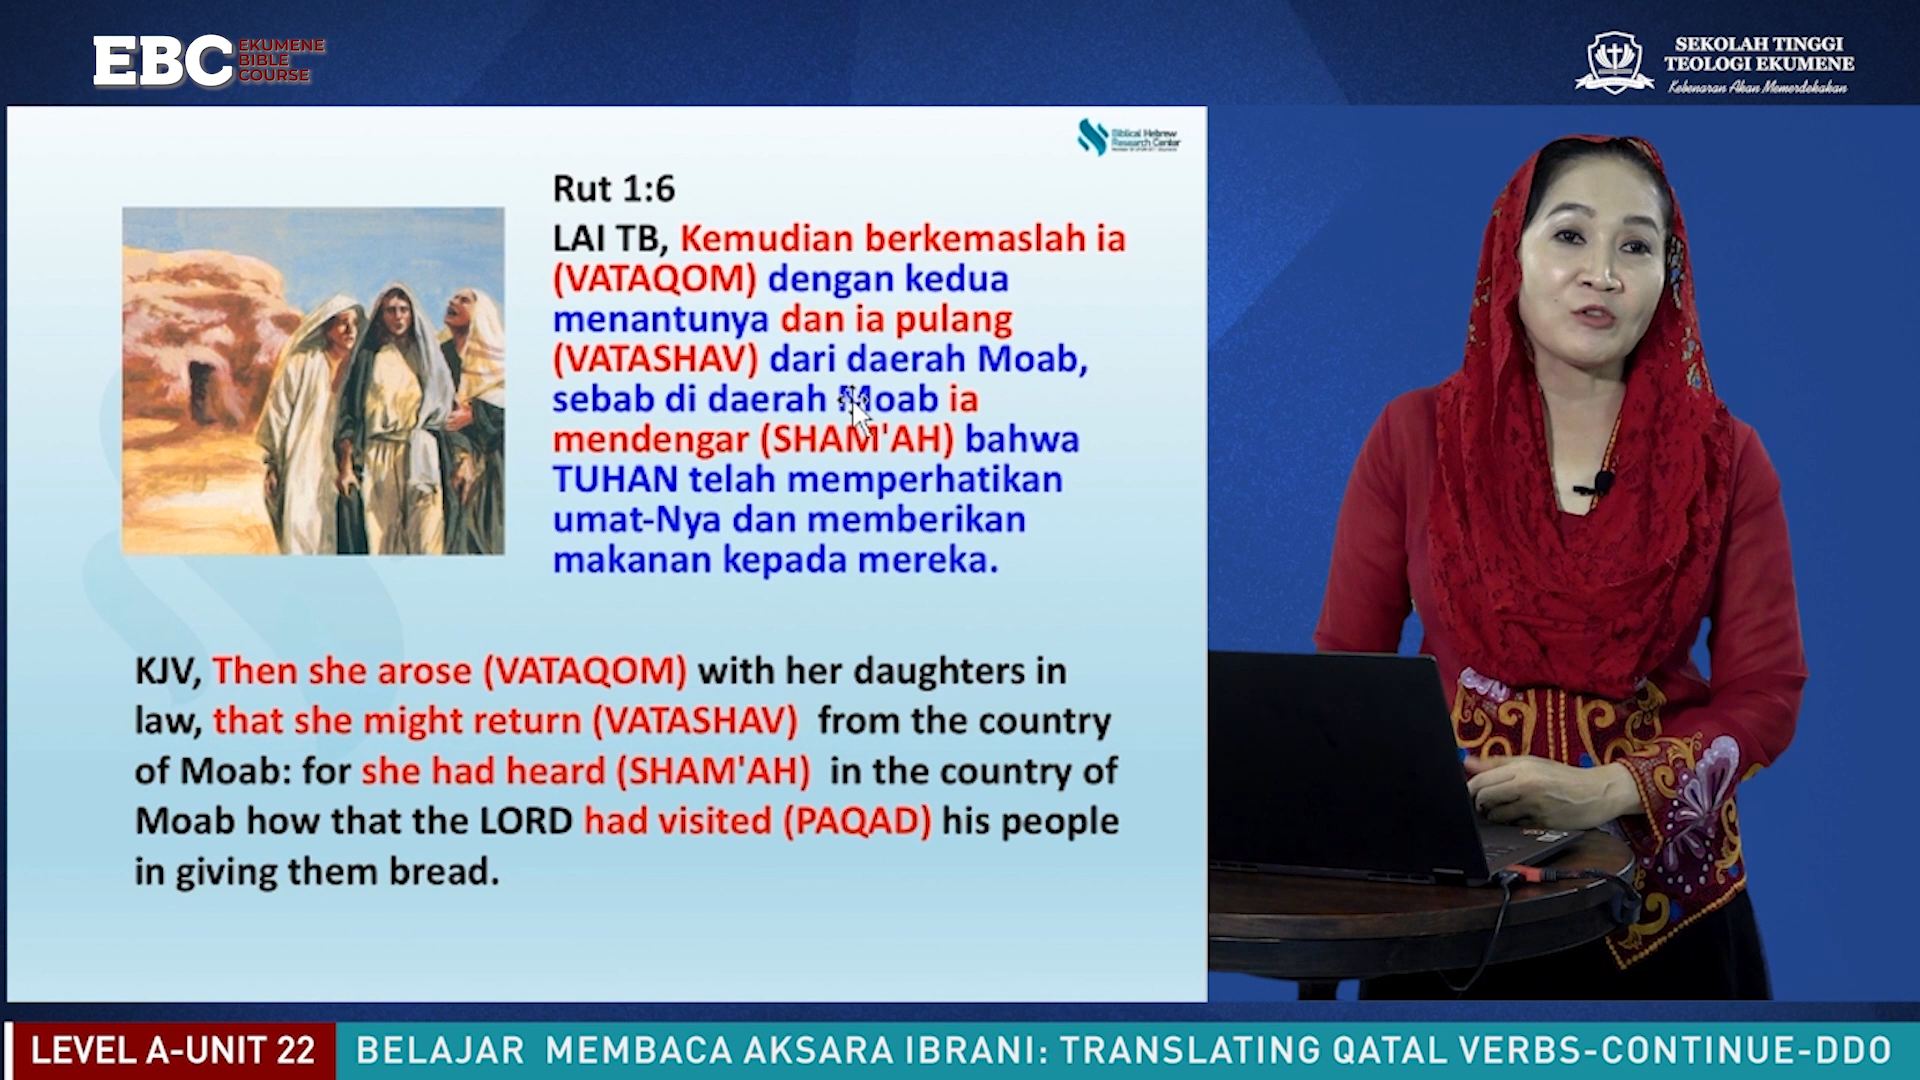 EBC EKUMENE
BIBLE
COURSE
SEKOLAH TINGGI
TEOLOGI EKUMENE
Kebenaran Akan Memerdekakan
Biblical Hebrew
Research Center
Rut 1:6
LAI TB, Kemudian berkemaslah ia
(VATAQOM) dengan kedua
menantunya dan ia pulang
(VATASHAV) dari daerah Moab,
sebab di daerah Moab ia
mendengar (SHAM'AH) bahwa
TUHAN telah memperhatikan
umat-Nya dan memberikan
makanan kepada mereka.
KJV, Then she arose (VATAQOM) with her daughters in
law, that she might return (VATASHAV) from the country
of Moab: for she had heard (SHAM'AH) in the country of
Moab how that the LORD had visited (PAQAD) his people
in giving them bread.
LEVEL A-UNIT 22
BELAJAR MEMBACA AKSARA IBRANI: TRANSLATING QATAL VERBS-CONTINUE-DDO